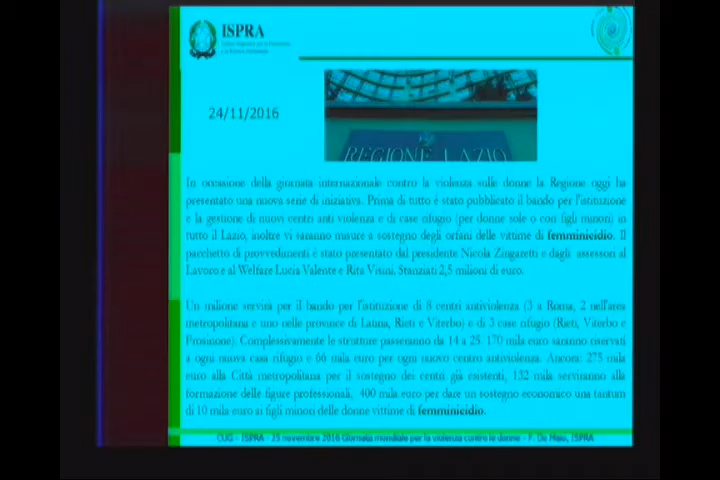 ISPRA
24/11/2016
REGIONE LAZIO
In occasione della giornata internazionale contro la violenza sulle donne la Regione oggi ha
presentato una nuova serie di iniziativa. Prima di tutto è stato pubblicato il bando per l'istituzione
e la gestione di nuovi centri anti violenza e di case rifugio (per donne sole o con figli minori) in
tutto il Lazio, inoltre vi saranno misure a sostegno degli orfani delle vittime di femminicidio. Il
pacchetto di provvedimenti è stato presentato dal presidente Nicola Zingaretti e dagli assessori al
Lavoro e al Welfare Lucia Valente e Rita Visini. Stanziati 2,5 milioni di euro.
Un milione servirà per il bando per l'istituzione di 8 centri antiviolenza (3 a Roma, 2 nell'area
metropolitana e uno nelle province di Latina, Rieti e Viterbo) e di 3 case rifugio (Rieti, Viterbo e
Frosinone). Complessivamente le strutture passeranno da 14 a 25. 170 mila euro saranno riservati
a ogni nuova casa rifugio e 66 mila euro per ogni nuovo centro antiviolenza. Ancora: 275 mila
euro alla Città metropolitana per il sostegno dei centri già esistenti, 132 mila serviranno alla
formazione delle figure professionali, 400 mila euro per dare un sostegno economico una tantum
di 10 mila euro ai figli minori delle donne vittime di femminicidio.
CUG – ISPRA - 25 novembre 2016 Giornata mondiale per la violenza contro le donne – F. De Maio, ISPRA